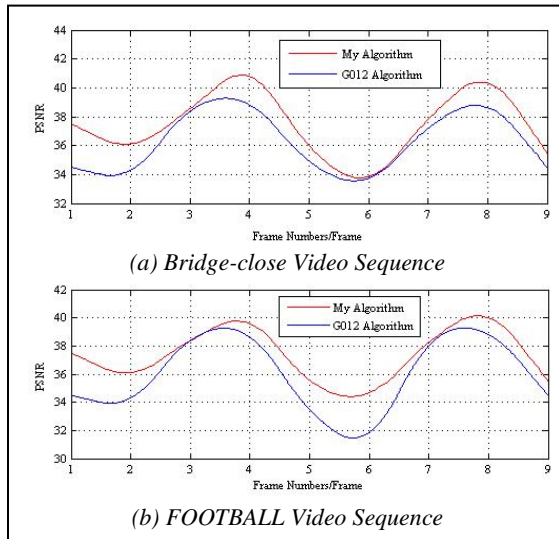 44
42
40
38
36
34
32
PSNR
My Algorithm
G012 Algorithm
1 2 3 4 5 6 7 8 9
Frame Numbers/Frame
(a) Bridge-close Video Sequence
42
40
38
36
34
32
30
PSNR
My Algorithm
G012 Algorithm
1 2 3 4 5 6 7 8 9
Frame Numbers/Frame
(b) FOOTBALL Video Sequence